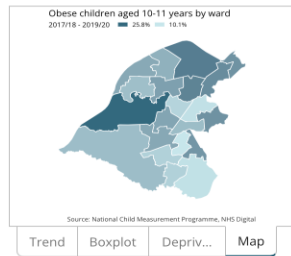 Obese children aged 10-11 years by ward
2017/18 - 2019/20 25.8% 10.1%
Source: National Child Measurement Programme, NHS Digital
Trend Boxplot Depriv... Map